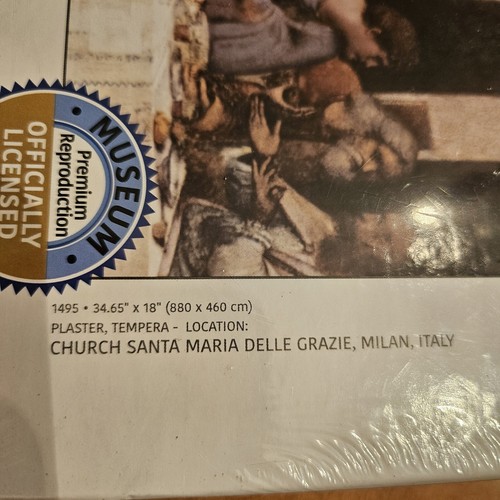 MUSEUM
Premium
Reproduction
OFFICIALLY
LICENSED
1495 • 34.65" x 18" (880 x 460 cm)
PLASTER, TEMPERA - LOCATION:
CHURCH SANTA MARIA DELLE GRAZIE, MILAN, ITALY